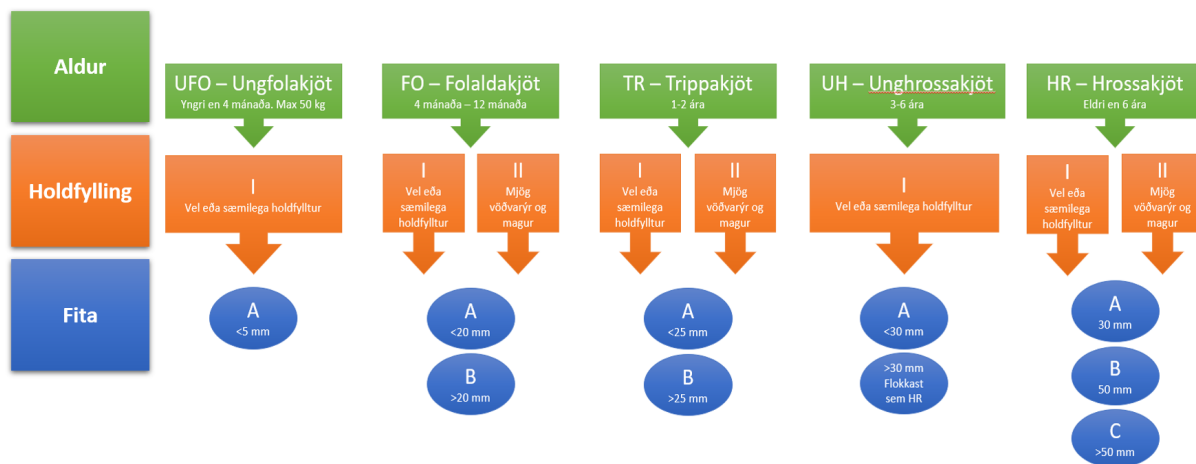 Aldur
UFO – Ungfolakjöt
Yngri en 4 mánaða. Max 50 kg
FO – Folaldakjöt
4 mánaða – 12 mánaða
TR – Trippakjöt
1-2 ára
UH – Unghrossakjöt
3-6 ára
HR – Hrossakjöt
Eldri en 6 ára
Holdfylling
I
Vel eða sæmilega holdfylltur
I
Vel eða
sæmilega
holdfylltur
II
Mjög
vöðvarýr og
magur
I
Vel eða
sæmilega
holdfylltur
II
Mjög
vöðvarýr og
magur
I
Vel eða sæmilega holdfylltur
I
Vel eða
sæmilega
holdfylltur
II
Mjög
vöðvarýr og
magur
Fita
A
<5 mm
A
<20 mm
B
>20 mm
A
<25 mm
B
>25 mm
A
<30 mm
>30 mm
Flokkast
sem HR
A
30 mm
B
50 mm
C
>50 mm